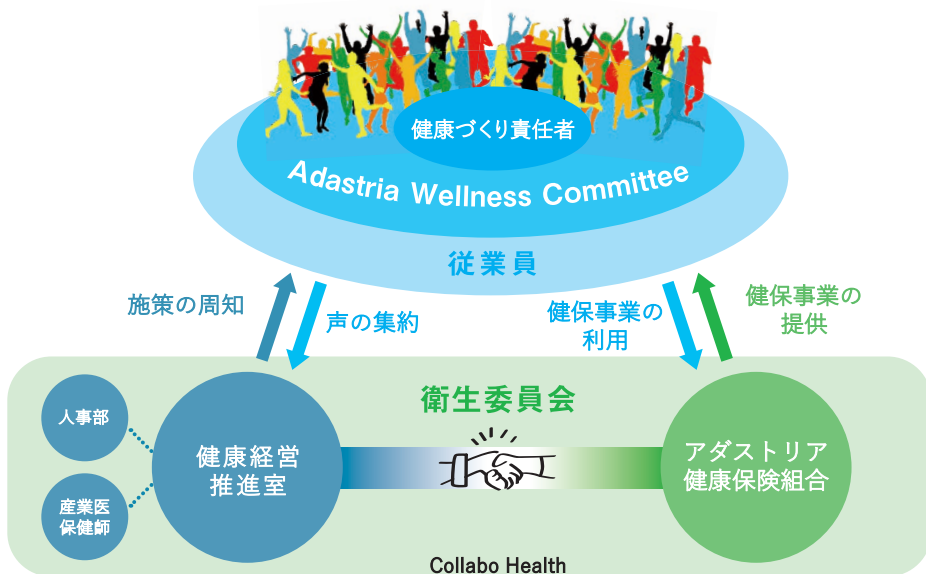 健康づくり責任者
Adastria Wellness Committee
従業員
施策の周知
声の集約
健保事業の
利用
健保事業の
提供
衛生委員会
人事部
産業医
保健師
健康経営
推進室
アダストリア
健康保険組合
Collabo Health